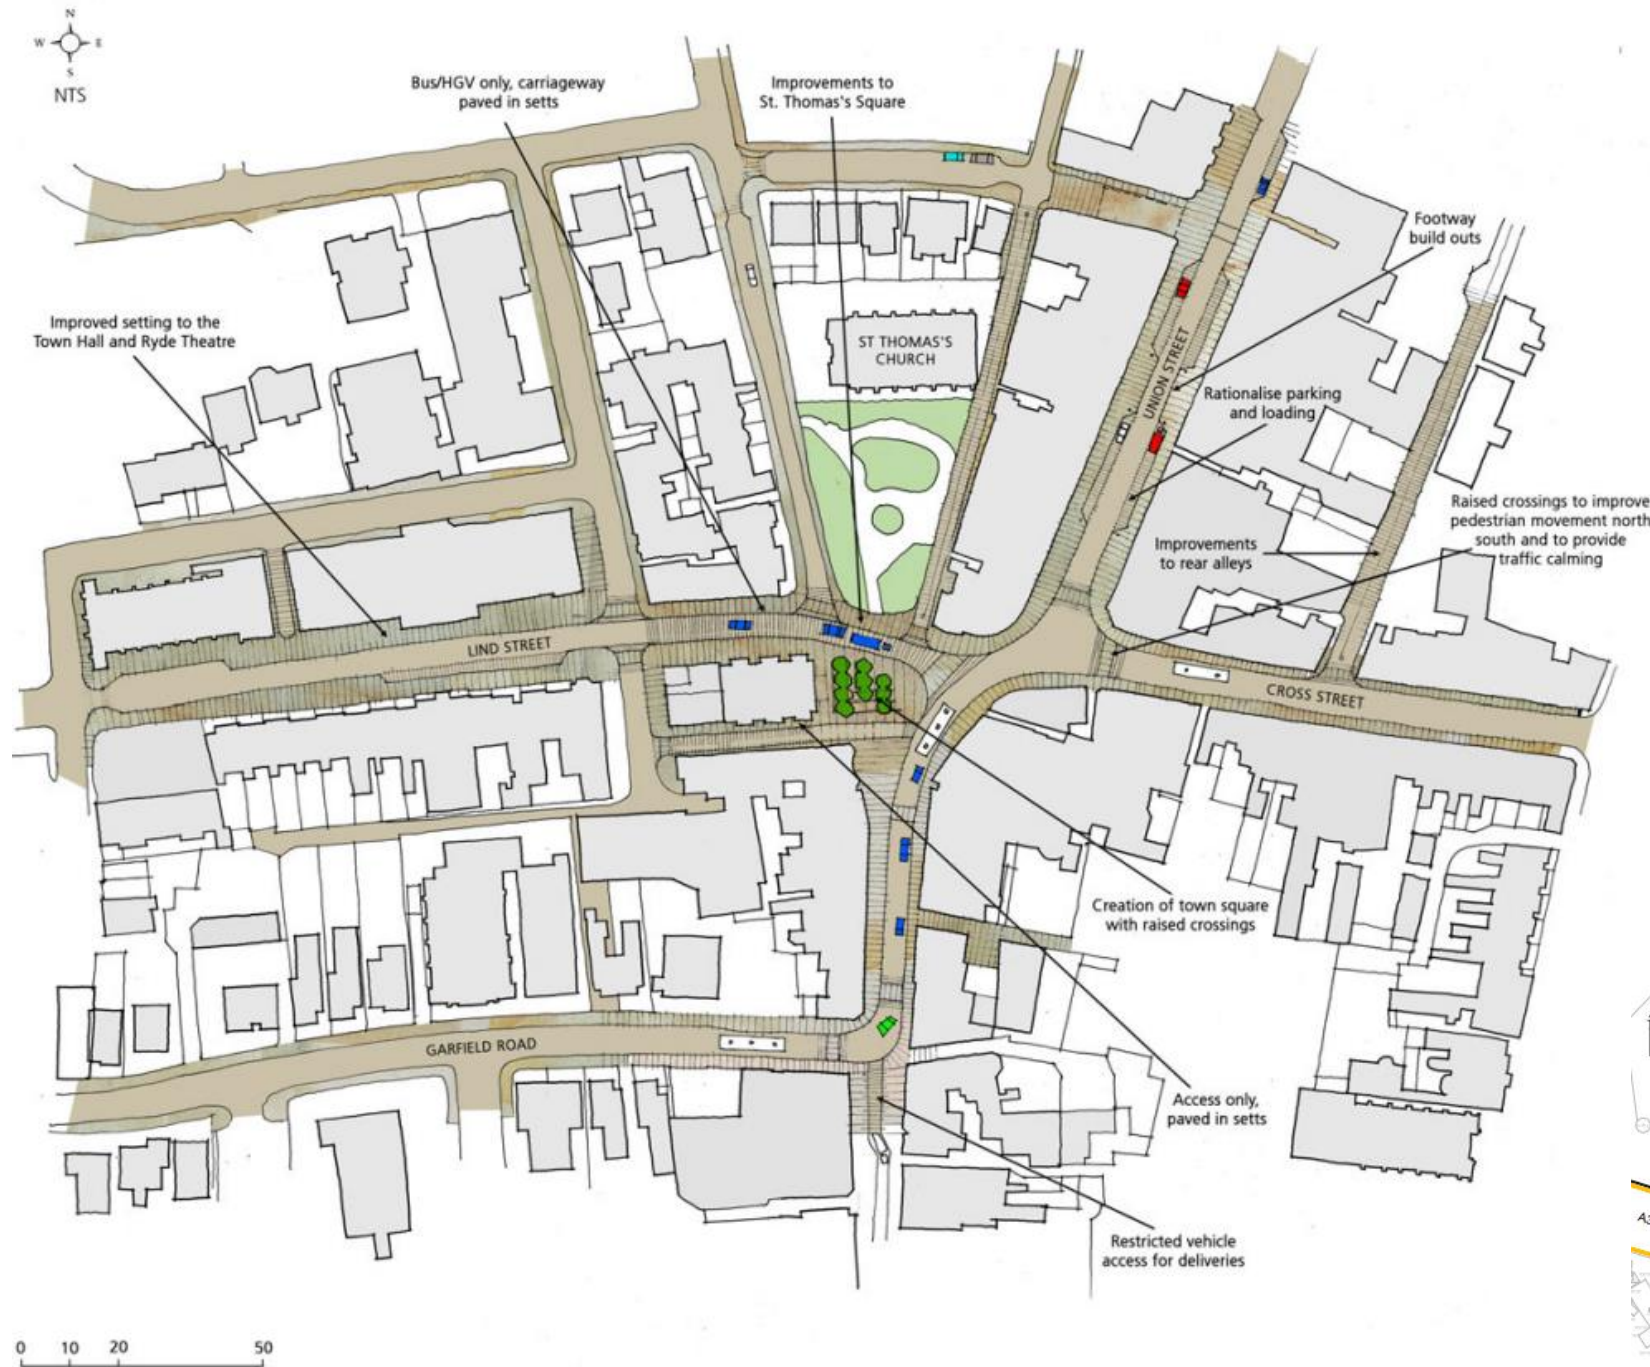 N
W E
S
NTS
Bus/HGV only, carriageway
paved in setts
Improvements to
St. Thomas's Square
Footway
build outs
Improved setting to the
Town Hall and Ryde Theatre
ST THOMAS'S
CHURCH
UNION STREET
Rationalise parking
and loading
Raised crossings to improve
pedestrian movement north
south and to provide
traffic calming
Improvements
to rear alleys
LIND STREET
CROSS STREET
Creation of town square
with raised crossings
GARFIELD ROAD
Access only,
paved in setts
Restricted vehicle
access for deliveries
0 10 20 50